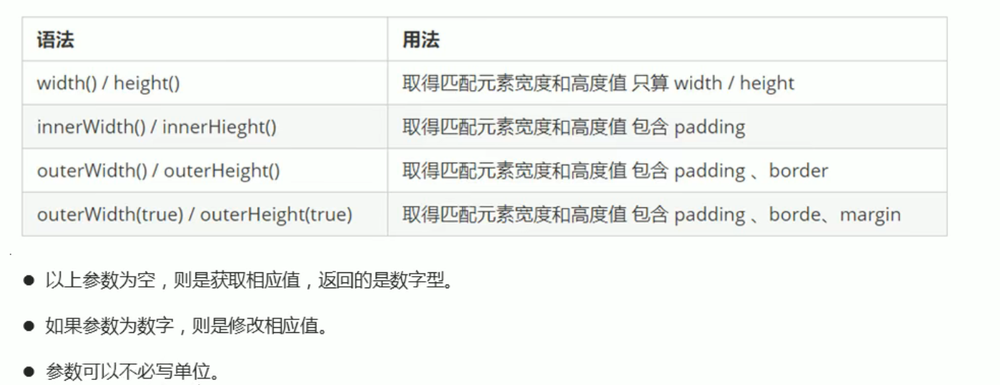 语法 用法
width() / height() 取得匹配元素宽度和高度值 只算 width / height
innerWidth() / innerHieght() 取得匹配元素宽度和高度值 包含 padding
outerWidth() / outerHeight() 取得匹配元素宽度和高度值 包含 padding 、border
outerWidth(true) / outerHeight(true) 取得匹配元素宽度和高度值 包含 padding 、borde、margin
● 以上参数为空，则是获取相应值，返回的是数字型。
● 如果参数为数字，则是修改相应值。
● 参数可以不必写单位。